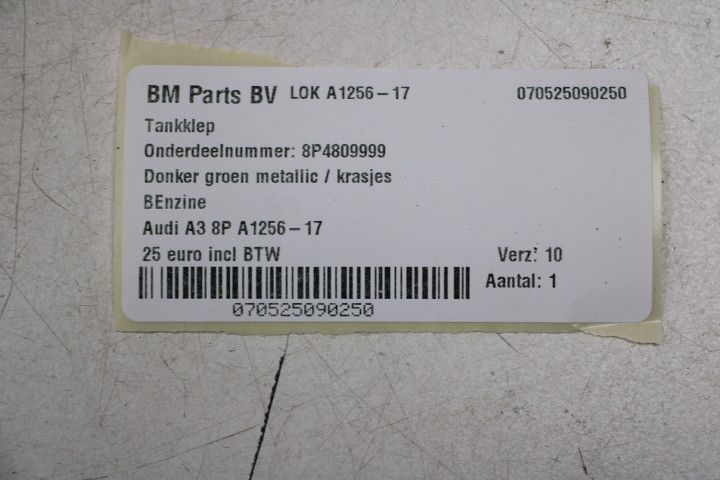 BM Parts BV LOK A1256-17 070525090250
Tankklep
Onderdeelnummer: 8P4809999
Donker groen metallic / krasjes
BEnzine
Audi A3 8P A1256-17
25 euro incl BTW Verz: 10
Aantal: 1
070525090250